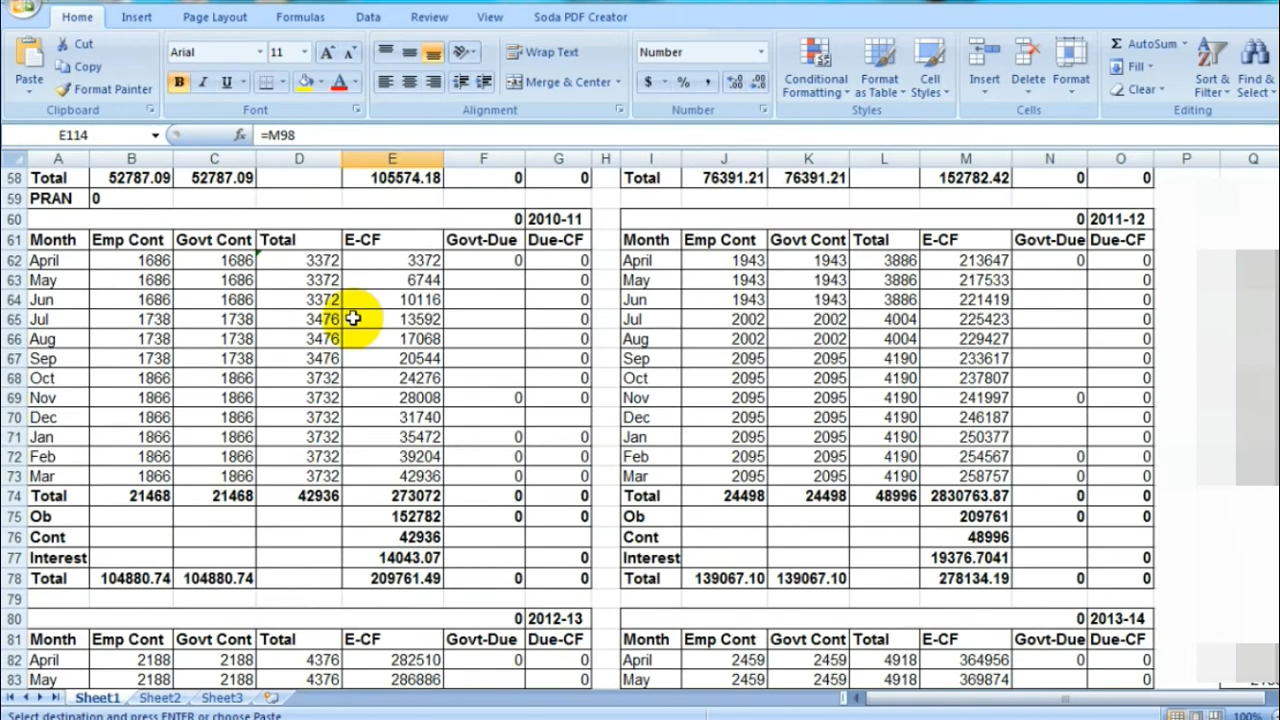 Home Insert Page Layout Formulas Data Review View Soda PDF Creator
Paste Cut Copy Format Painter Clipboard
Arial 11 A A B I U A Font
Wrap Text Merge & Center Alignment
Number $ % , Number
Conditional Formatting Format as Table Cell Styles Styles
Insert Delete Format Cells
Σ AutoSum Fill Clear Sort & Filter Find & Select Editing
E114 fx =M98
A B C D E F G H I J K L M N O P Q
58 Total 52787.09 52787.09 105574.18 0 0 Total 76391.21 76391.21 152782.42 0 0
59 PRAN 0
60 0 2010-11 0 2011-12
61 Month Emp Cont Govt Cont Total E-CF Govt-Due Due-CF Month Emp Cont Govt Cont Total E-CF Govt-Due Due-CF
62 April 1686 1686 3372 3372 0 0 April 1943 1943 3886 213647 0 0
63 May 1686 1686 3372 6744 0 May 1943 1943 3886 217533 0
64 Jun 1686 1686 3372 10116 0 Jun 1943 1943 3886 221419 0
65 Jul 1738 1738 3476 13592 0 Jul 2002 2002 4004 225423 0
66 Aug 1738 1738 3476 17068 0 Aug 2002 2002 4004 229427 0
67 Sep 1738 1738 3476 20544 0 Sep 2095 2095 4190 233617 0
68 Oct 1866 1866 3732 24276 0 Oct 2095 2095 4190 237807 0
69 Nov 1866 1866 3732 28008 0 0 Nov 2095 2095 4190 241997 0 0
70 Dec 1866 1866 3732 31740 0 Dec 2095 2095 4190 246187 0
71 Jan 1866 1866 3732 35472 0 0 Jan 2095 2095 4190 250377 0 0
72 Feb 1866 1866 3732 39204 0 0 Feb 2095 2095 4190 254567 0 0
73 Mar 1866 1866 3732 42936 0 0 Mar 2095 2095 4190 258757 0 0
74 Total 21468 21468 42936 273072 0 0 Total 24498 24498 48996 2830763.87 0 0
75 Ob 152782 0 0 Ob 209761 0 0
76 Cont 42936 Cont 48996
77 Interest 14043.07 0 Interest 19376.7041 0
78 Total 104880.74 104880.74 209761.49 0 0 Total 139067.10 139067.10 278134.19 0 0
79
80 0 2012-13 0 2013-14
81 Month Emp Cont Govt Cont Total E-CF Govt-Due Due-CF Month Emp Cont Govt Cont Total E-CF Govt-Due Due-CF
82 April 2188 2188 4376 282510 0 0 April 2459 2459 4918 364956 0 0
83 May 2188 2188 4376 286886 0 May 2459 2459 4918 369874 0
Sheet1 Sheet2 Sheet3
Select destination and press ENTER or choose Paste 100%